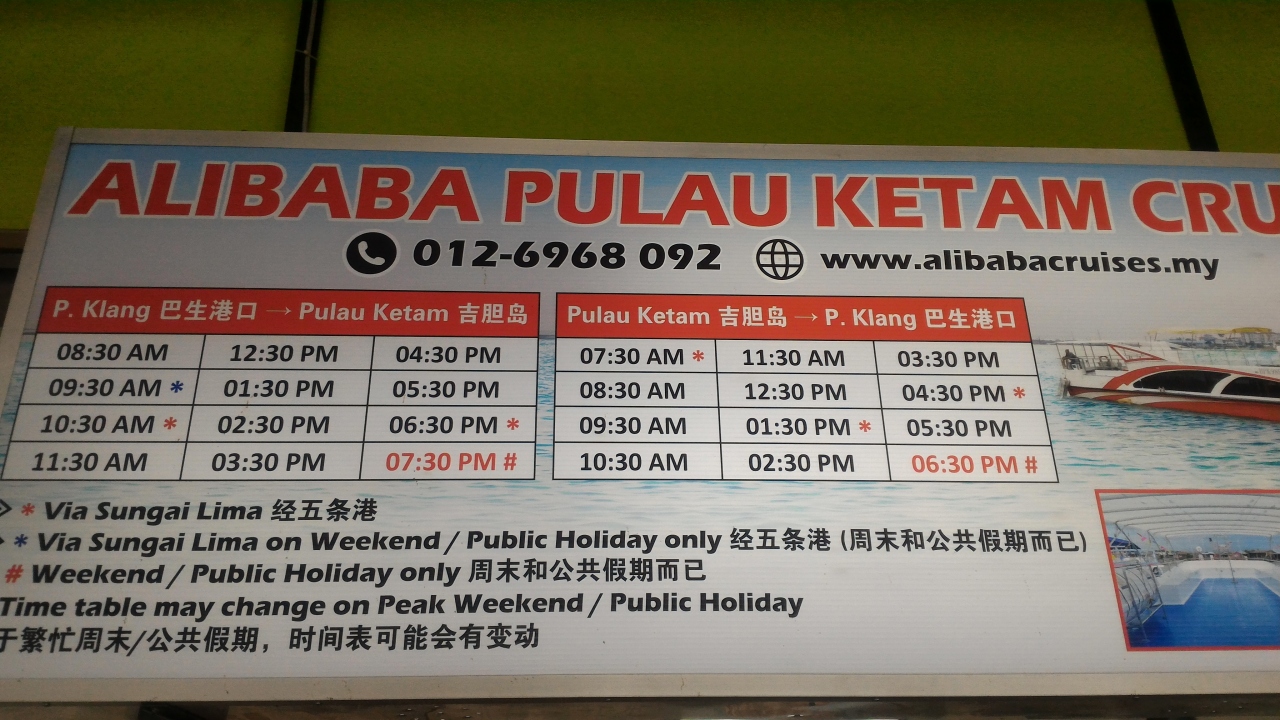 ALIBABA PULAU KETAM
012-6968 092 www.alibabacruises.my
P. Klang 巴生港口 → Pulau Ketam 吉胆岛
08:30 AM 12:30 PM 04:30 PM
09:30 AM * 01:30 PM 05:30 PM
10:30 AM * 02:30 PM 06:30 PM *
11:30 AM 03:30 PM 07:30 PM #
Pulau Ketam 吉胆岛 → P. Klang 巴生港口
07:30 AM * 11:30 AM 03:30 PM
08:30 AM 12:30 PM 04:30 PM *
09:30 AM 01:30 PM * 05:30 PM
10:30 AM 02:30 PM 06:30 PM #
* Via Sungai Lima 经五条港
* Via Sungai Lima on Weekend / Public Holiday only 经五条港 (周末和公共假期而已)
# Weekend / Public Holiday only 周末和公共假期而已
Time table may change on Peak Weekend / Public Holiday
于繁忙周末/公共假期，时间表可能会有变动